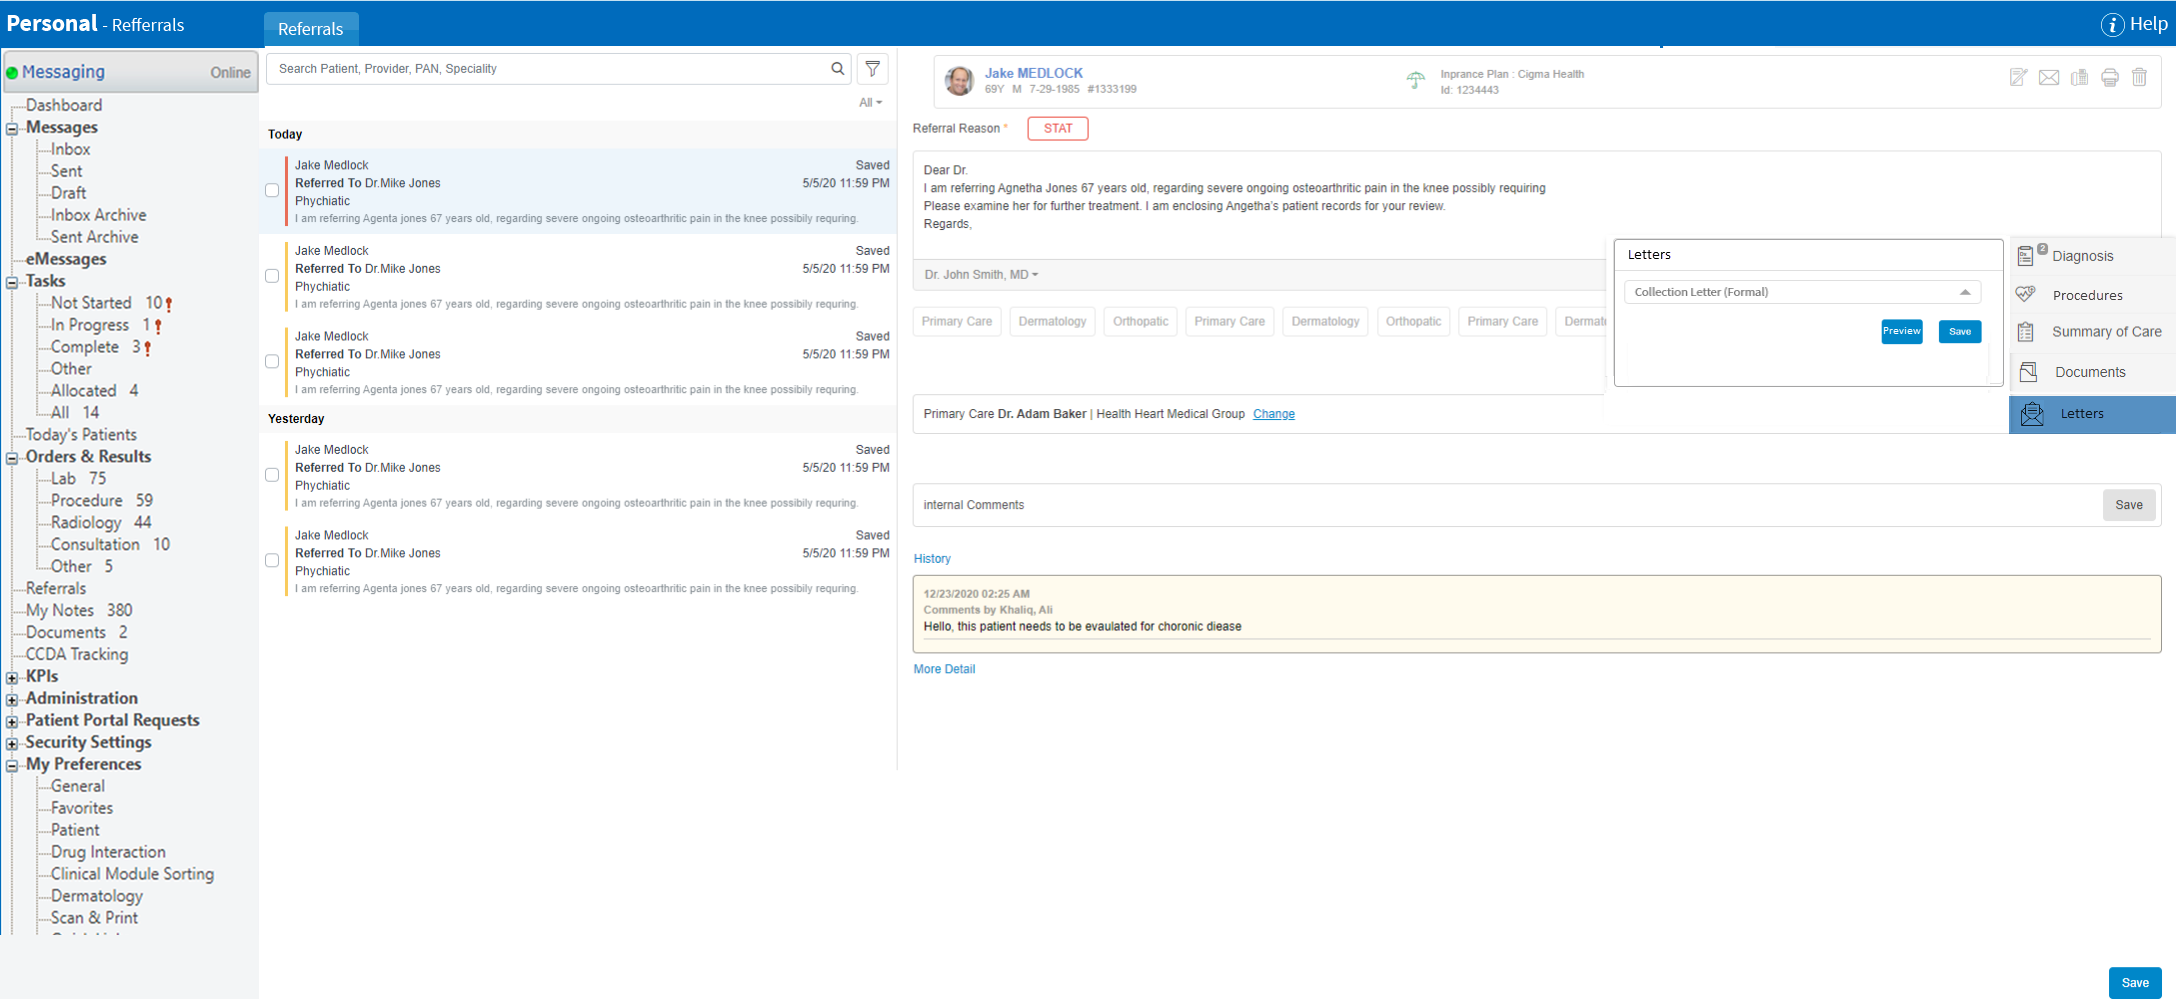 Personal - Refferrals
Referrals
Help
Messaging Online
Dashboard
Messages
Inbox
Sent
Draft
Inbox Archive
Sent Archive
eMessages
Tasks
Not Started 10
In Progress 1
Complete 3
Other
Allocated 4
All 14
Today's Patients
Orders & Results
Lab 75
Procedure 59
Radiology 44
Consultation 10
Other 5
Referrals
My Notes 380
Documents 2
CCDA Tracking
KPIs
Administration
Patient Portal Requests
Security Settings
My Preferences
General
Favorites
Patient
Drug Interaction
Clinical Module Sorting
Dermatology
Scan & Print
Search Patient, Provider, PAN, Speciality
All
Today
Jake Medlock Saved
Referred To Dr.Mike Jones 5/5/20 11:59 PM
Phychiatic
I am referring Agenta jones 67 years old, regarding severe ongoing osteoarthritic pain in the knee possibily requring.
Jake Medlock Saved
Referred To Dr.Mike Jones 5/5/20 11:59 PM
Phychiatic
I am referring Agenta jones 67 years old, regarding severe ongoing osteoarthritic pain in the knee possibily requring.
Jake Medlock Saved
Referred To Dr.Mike Jones 5/5/20 11:59 PM
Phychiatic
I am referring Agenta jones 67 years old, regarding severe ongoing osteoarthritic pain in the knee possibily requring.
Yesterday
Jake Medlock Saved
Referred To Dr.Mike Jones 5/5/20 11:59 PM
Phychiatic
I am referring Agenta jones 67 years old, regarding severe ongoing osteoarthritic pain in the knee possibily requring.
Jake Medlock Saved
Referred To Dr.Mike Jones 5/5/20 11:59 PM
Phychiatic
I am referring Agenta jones 67 years old, regarding severe ongoing osteoarthritic pain in the knee possibily requring.
Jake MEDLOCK
69Y M 7-29-1985 #1333199
Inprance Plan : Cigma Health
Id: 1234443
Referral Reason * STAT
Dear Dr.
I am referring Agnetha Jones 67 years old, regarding severe ongoing osteoarthritic pain in the knee possibly requiring
Please examine her for further treatment. I am enclosing Angetha's patient records for your review.
Regards,
Dr. John Smith, MD
Primary Care Dermatology Orthopatic Primary Care Dermatology Orthopatic Primary Care Dermat
Letters
Collection Letter (Formal)
Preview Save
2 Diagnosis
Procedures
Summary of Care
Documents
Letters
Primary Care Dr. Adam Baker | Health Heart Medical Group Change
internal Comments Save
History
12/23/2020 02:25 AM
Comments by Khaliq, Ali
Hello, this patient needs to be evaulated for choronic diease
More Detail
Save